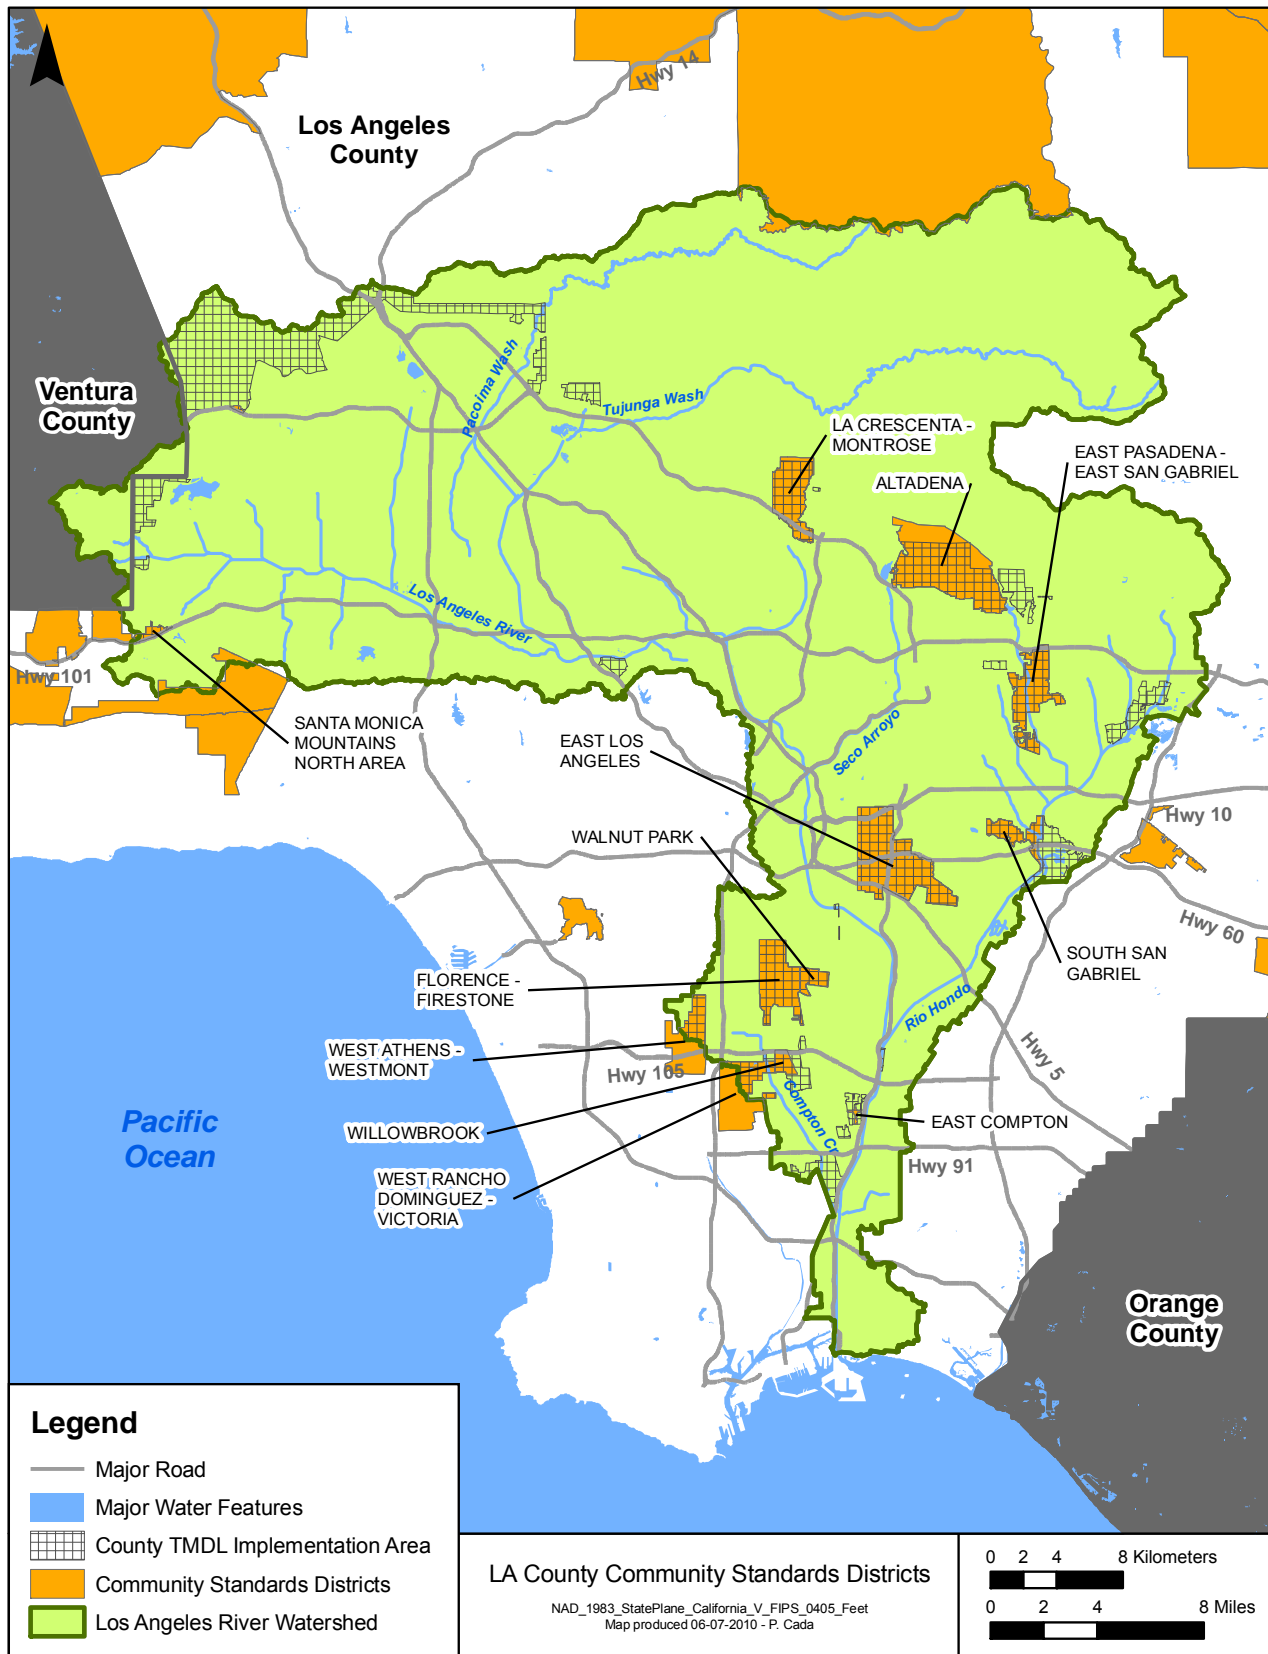 Hwy 14
Los Angeles
County
Ventura
County
Pacoima Wash
Tujunga Wash
LA CRESCENTA -
MONTROSE
EAST PASADENA -
EAST SAN GABRIEL
ALTADENA
Los Angeles River
Hwy 101
SANTA MONICA
MOUNTAINS
NORTH AREA
EAST LOS
ANGELES
Seco Arroyo
WALNUT PARK
Hwy 10
Hwy 60
SOUTH SAN
GABRIEL
FLORENCE -
FIRESTONE
Rio Hondo
WEST ATHENS -
WESTMONT
Hwy 105
Hwy 5
Compton Cr
Pacific
Ocean
WILLOWBROOK
EAST COMPTON
Hwy 91
WEST RANCHO
DOMINGUEZ -
VICTORIA
Orange
County
Legend
Major Road
Major Water Features
County TMDL Implementation Area
Community Standards Districts
Los Angeles River Watershed
LA County Community Standards Districts
NAD_1983_StatePlane_California_V_FIPS_0405_Feet
Map produced 06-07-2010 - P. Cada
0 2 4 8 Kilometers
0 2 4 8 Miles